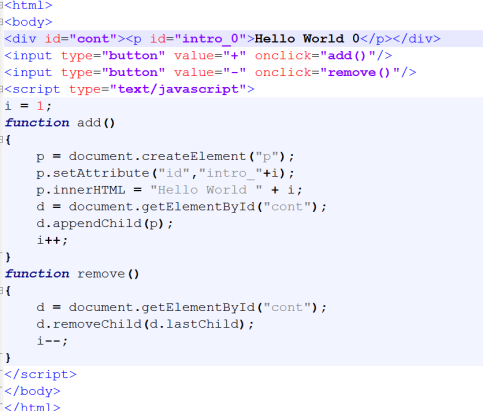 <html>
<body>
<div id="cont"><p id="intro_0">Hello World 0</p></div>
<input type="button" value="+" onclick="add()"/>
<input type="button" value="-" onclick="remove()"/>
<script type="text/javascript">
i = 1;
function add()
{
    p = document.createElement("p");
    p.setAttribute("id","intro_"+i);
    p.innerHTML = "Hello World " + i;
    d = document.getElementById("cont");
    d.appendChild(p);
    i++;
}
function remove()
{
    d = document.getElementById("cont");
    d.removeChild(d.lastChild);
    i--;
}
</script>
</body>
</html>